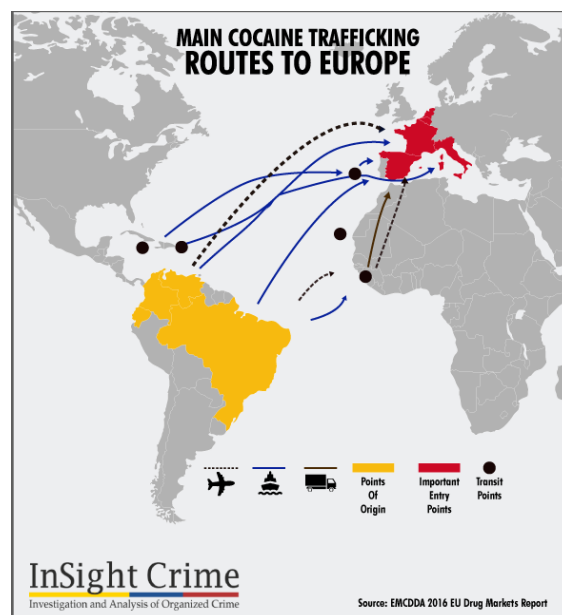 MAIN COCAINE TRAFFICKING
ROUTES TO EUROPE
Points
Of
Origin
Important
Entry
Points
Transit
Points
InSight Crime
Investigation and Analysis of Organized Crime
Source: EMCDDA 2016 EU Drug Markets Report